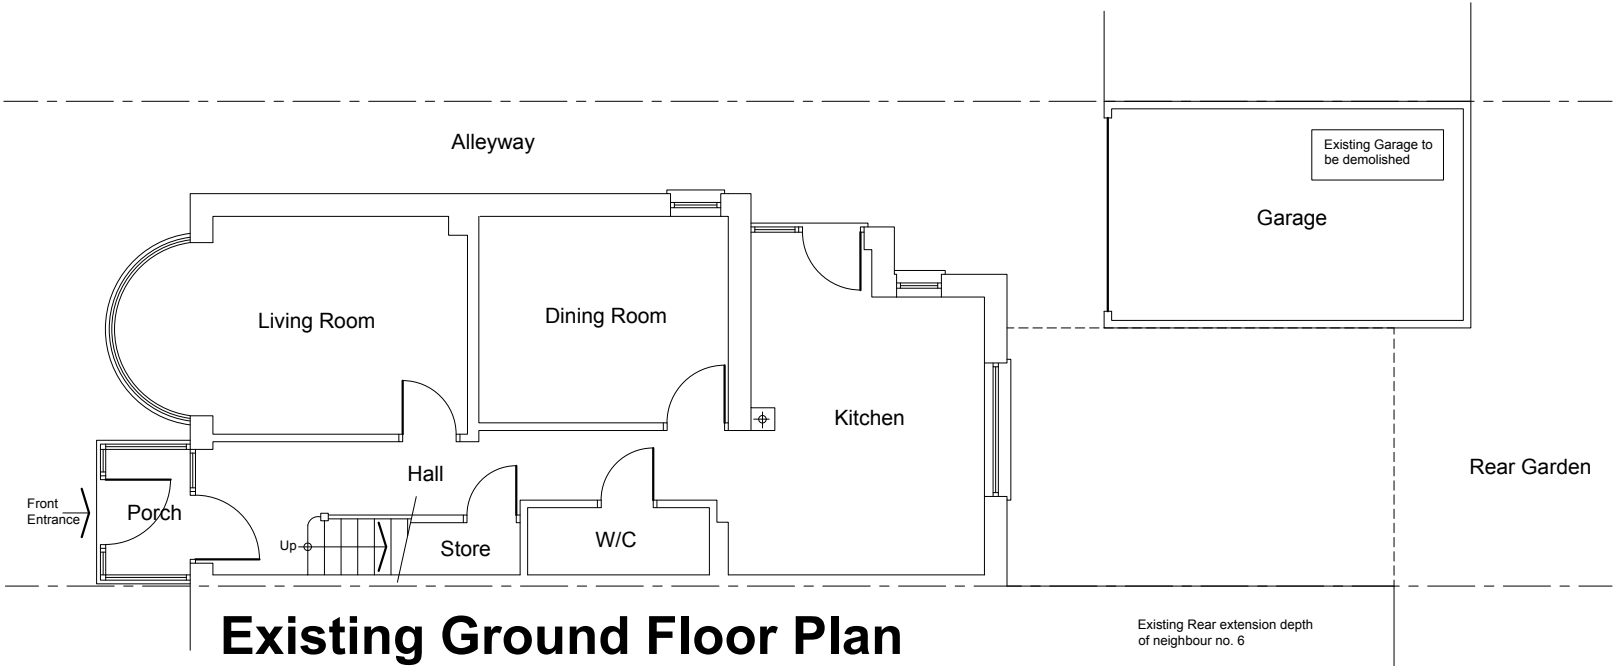 Alleyway
Existing Garage to
be demolished
Garage
Living Room
Dining Room
Kitchen
Hall
Rear Garden
Front
Entrance
Porch
Up
Store
W/C
Existing Ground Floor Plan
Existing Rear extension depth
of neighbour no. 6